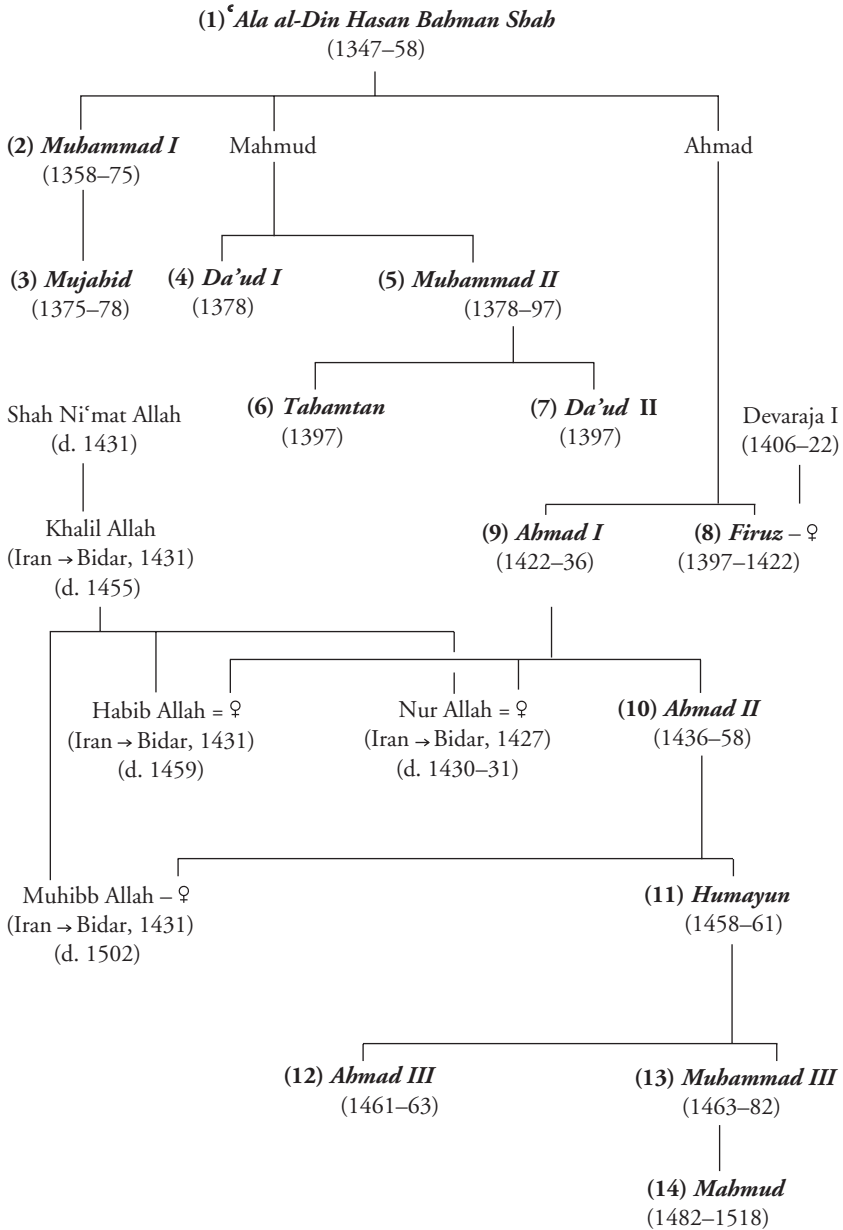 (1) ʿAla al-Din Hasan Bahman Shah
(1347–58)
(2) Muhammad I
(1358–75)
Mahmud
Ahmad
(3) Mujahid
(1375–78)
(4) Da’ud I
(1378)
(5) Muhammad II
(1378–97)
Shah Niʿmat Allah
(d. 1431)
(6) Tahamtan
(1397)
(7) Da’ud II
(1397)
Devaraja I
(1406–22)
Khalil Allah
(Iran → Bidar, 1431)
(d. 1455)
(9) Ahmad I
(1422–36)
(8) Firuz – ♀
(1397–1422)
Habib Allah = ♀
(Iran → Bidar, 1431)
(d. 1459)
Nur Allah = ♀
(Iran → Bidar, 1427)
(d. 1430–31)
(10) Ahmad II
(1436–58)
Muhibb Allah – ♀
(Iran → Bidar, 1431)
(d. 1502)
(11) Humayun
(1458–61)
(12) Ahmad III
(1461–63)
(13) Muhammad III
(1463–82)
(14) Mahmud
(1482–1518)